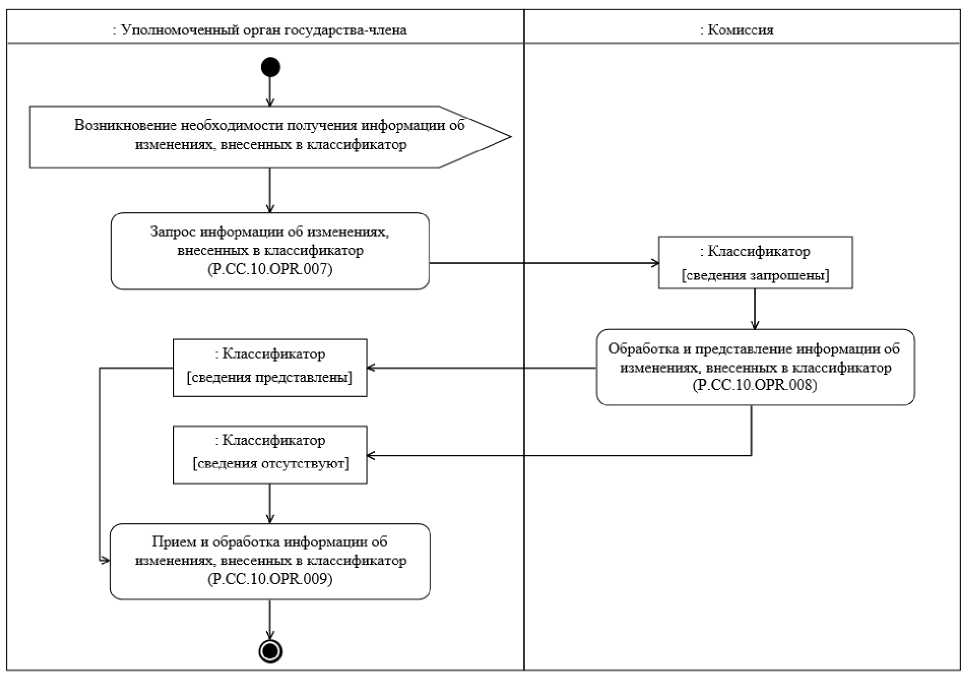 : Уполномоченный орган государства-члена
: Комиссия
Возникновение необходимости получения информации об
изменениях, внесенных в классификатор
Запрос информации об изменениях,
внесенных в классификатор
(P.CC.10.OPR.007)
: Классификатор
[сведения запрошены]
Обработка и представление информации об
изменениях, внесенных в классификатор
(P.CC.10.OPR.008)
: Классификатор
[сведения представлены]
: Классификатор
[сведения отсутствуют]
Прием и обработка информации об
изменениях, внесенных в классификатор
(P.CC.10.OPR.009)